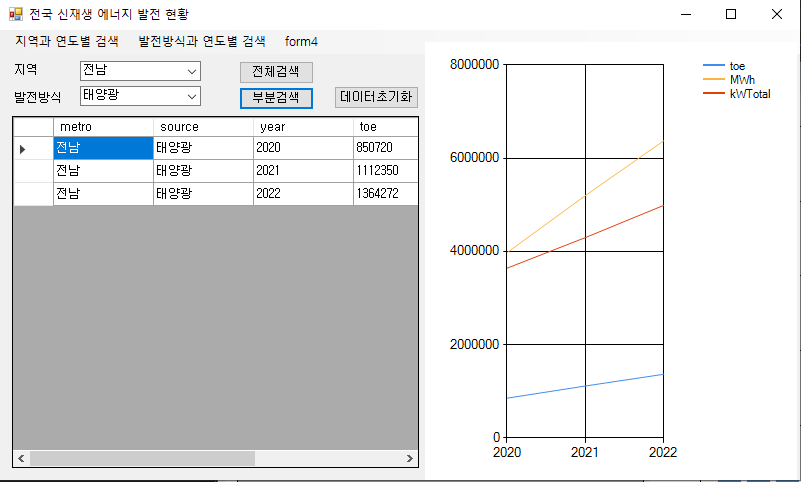 전국 신재생 에너지 발전 현황
지역과 연도별 검색 발전방식과 연도별 검색 form4
지역 전남 전체검색
발전방식 태양광 부분검색 데이터초기화
metro source year toe
전남 태양광 2020 850720
전남 태양광 2021 1112350
전남 태양광 2022 1364272
8000000
6000000
4000000
2000000
0
2020 2021 2022
toe
MWh
kWTotal